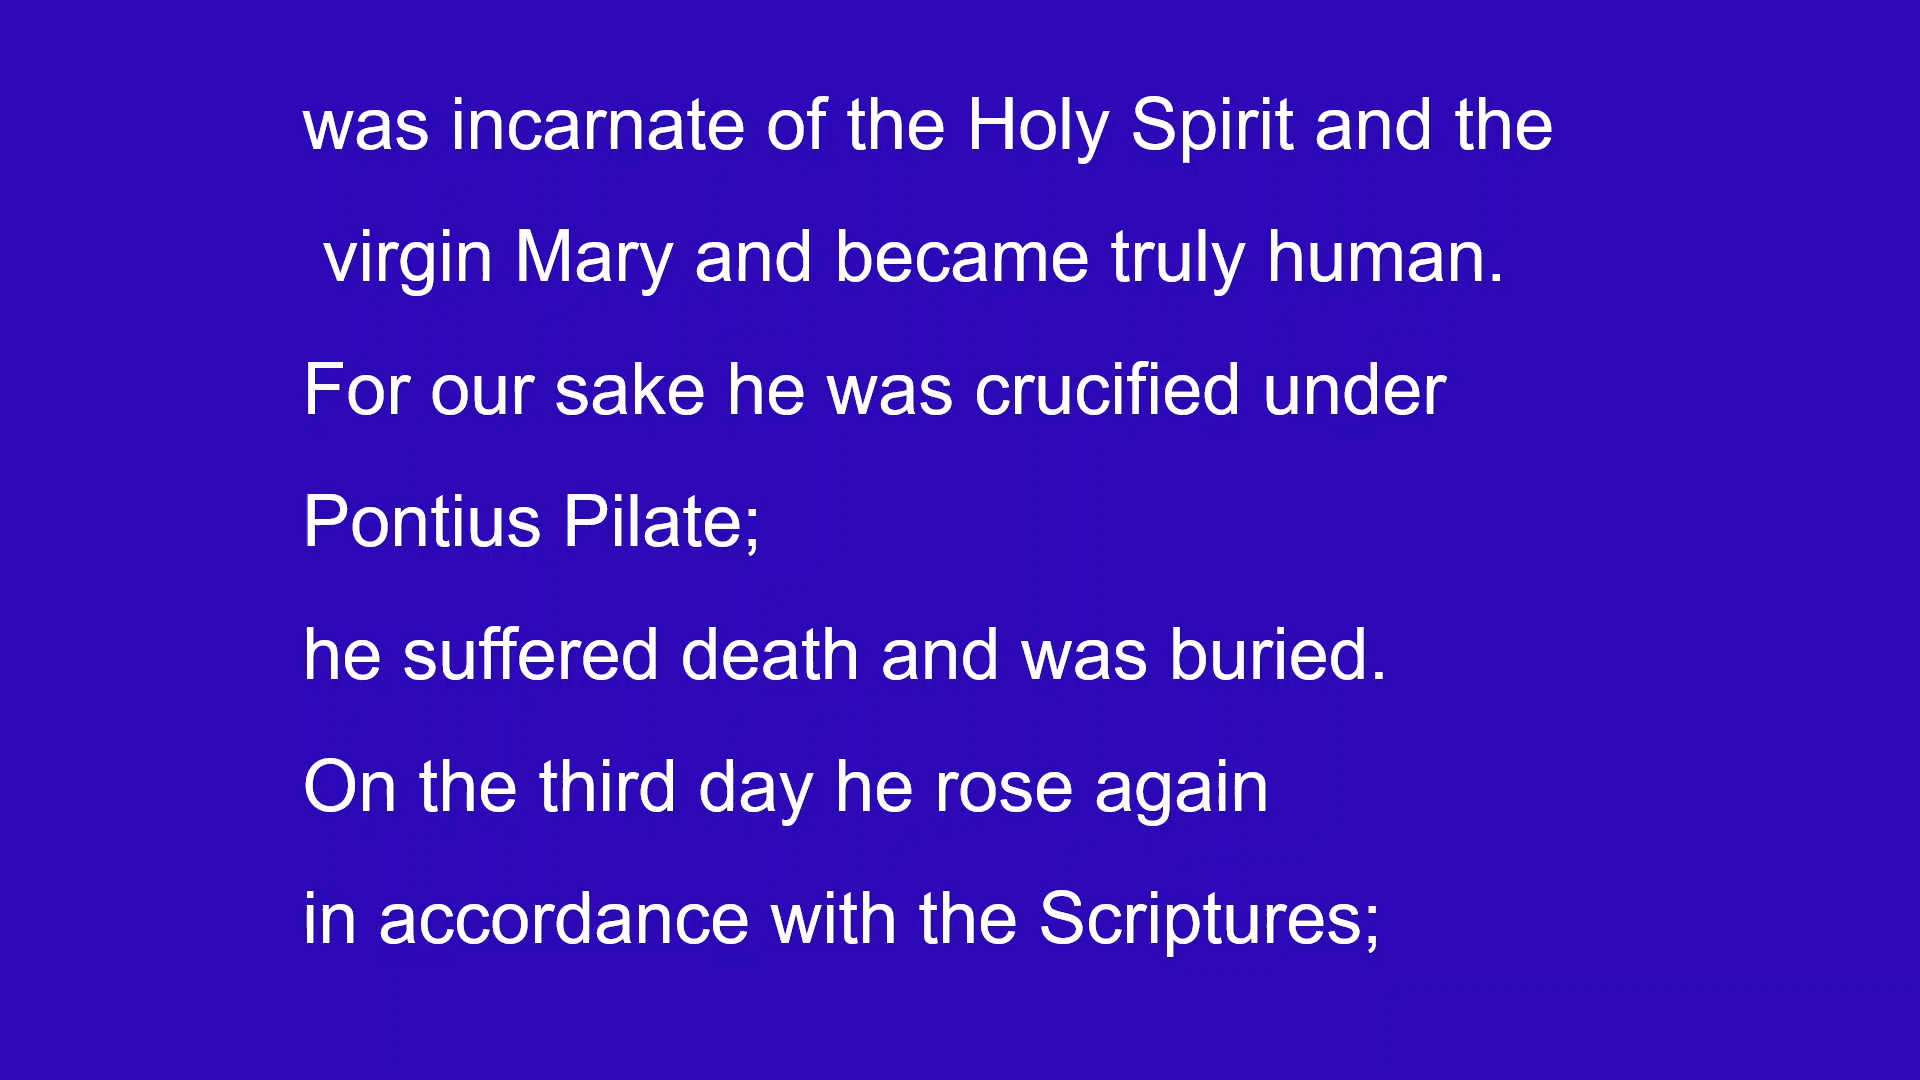 was incarnate of the Holy Spirit and the
virgin Mary and became truly human.
For our sake he was crucified under
Pontius Pilate;
he suffered death and was buried.
On the third day he rose again
in accordance with the Scriptures;